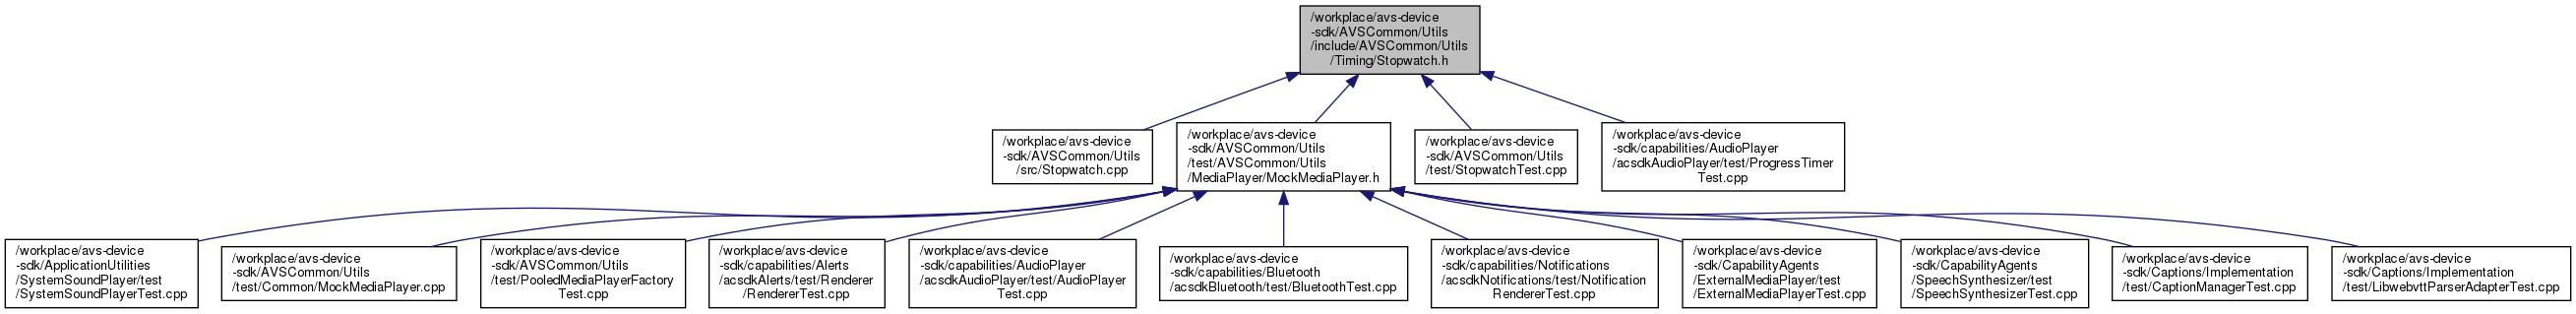 /workplace/avs-device
-sdk/AVSCommon/Utils
/include/AVSCommon/Utils
/Timing/Stopwatch.h
/workplace/avs-device
-sdk/AVSCommon/Utils
/src/Stopwatch.cpp
/workplace/avs-device
-sdk/AVSCommon/Utils
/test/AVSCommon/Utils
/MediaPlayer/MockMediaPlayer.h
/workplace/avs-device
-sdk/AVSCommon/Utils
/test/StopwatchTest.cpp
/workplace/avs-device
-sdk/capabilities/AudioPlayer
/acsdkAudioPlayer/test/ProgressTimer
Test.cpp
/workplace/avs-device
-sdk/ApplicationUtilities
/SystemSoundPlayer/test
/SystemSoundPlayerTest.cpp
/workplace/avs-device
-sdk/AVSCommon/Utils
/test/Common/MockMediaPlayer.cpp
/workplace/avs-device
-sdk/AVSCommon/Utils
/test/PooledMediaPlayerFactory
Test.cpp
/workplace/avs-device
-sdk/capabilities/Alerts
/acsdkAlerts/test/Renderer
/RendererTest.cpp
/workplace/avs-device
-sdk/capabilities/AudioPlayer
/acsdkAudioPlayer/test/AudioPlayer
Test.cpp
/workplace/avs-device
-sdk/capabilities/Bluetooth
/acsdkBluetooth/test/BluetoothTest.cpp
/workplace/avs-device
-sdk/capabilities/Notifications
/acsdkNotifications/test/Notification
RendererTest.cpp
/workplace/avs-device
-sdk/CapabilityAgents
/ExternalMediaPlayer/test
/ExternalMediaPlayerTest.cpp
/workplace/avs-device
-sdk/CapabilityAgents
/SpeechSynthesizer/test
/SpeechSynthesizerTest.cpp
/workplace/avs-device
-sdk/Captions/Implementation
/test/CaptionManagerTest.cpp
/workplace/avs-device
-sdk/Captions/Implementation
/test/LibwebvttParserAdapterTest.cpp